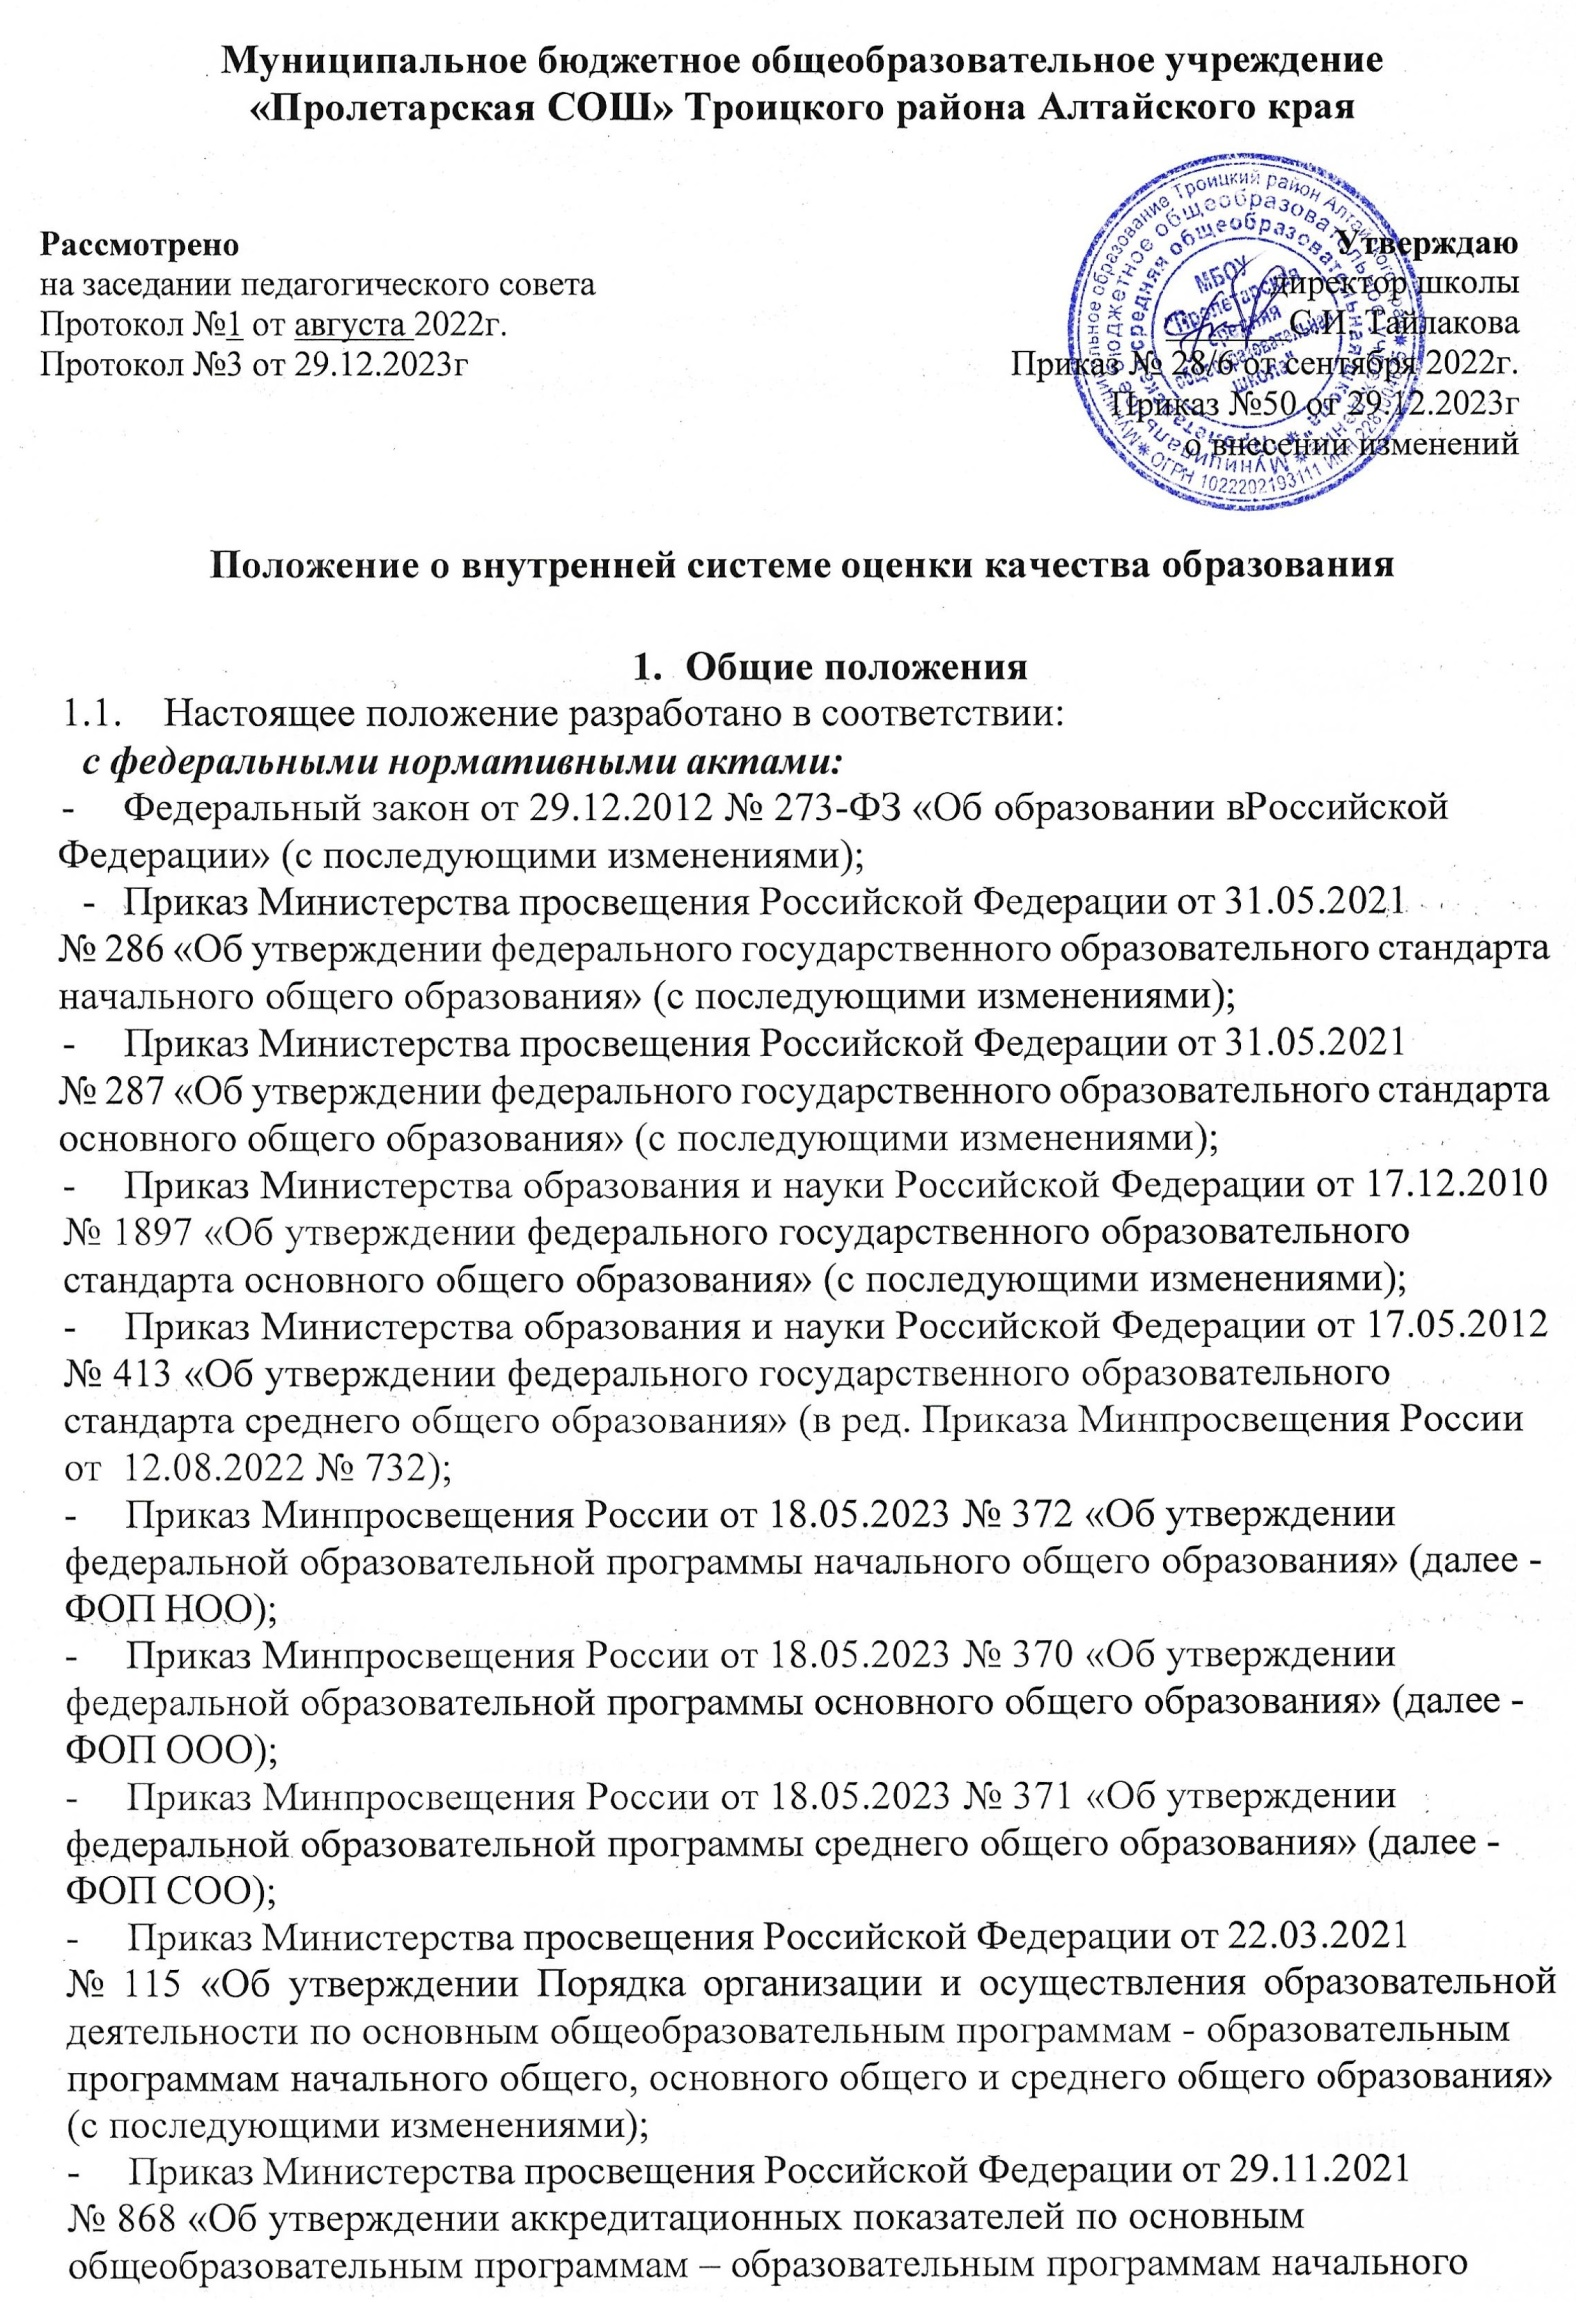 Муниципальное бюджетное общеобразовательное учреждение
«Пролетарская СОШ» Троицкого района Алтайского края
Рассмотрено
на заседании педагогического совета
Протокол №1 от августа 2022г.
Протокол №3 от 29.12.2023г
Утверждаю
директор школы
С.И. Тайлакова
Приказ № 28/6 от сентября 2022г.
Приказ №50 от 29.12.2023г
о внесении изменений
МБОУ
"Пролетарская
средняя
общеобразовательная
школа"
ОГРН 1022202193111
Положение о внутренней системе оценки качества образования
1. Общие положения
1.1. Настоящее положение разработано в соответствии:
с федеральными нормативными актами:
- Федеральный закон от 29.12.2012 № 273-ФЗ «Об образовании вРоссийской
Федерации» (с последующими изменениями);
- Приказ Министерства просвещения Российской Федерации от 31.05.2021
№ 286 «Об утверждении федерального государственного образовательного стандарта
начального общего образования» (с последующими изменениями);
- Приказ Министерства просвещения Российской Федерации от 31.05.2021
№ 287 «Об утверждении федерального государственного образовательного стандарта
основного общего образования» (с последующими изменениями);
- Приказ Министерства образования и науки Российской Федерации от 17.12.2010
№ 1897 «Об утверждении федерального государственного образовательного
стандарта основного общего образования» (с последующими изменениями);
- Приказ Министерства образования и науки Российской Федерации от 17.05.2012
№ 413 «Об утверждении федерального государственного образовательного
стандарта среднего общего образования» (в ред. Приказа Минпросвещения России
от 12.08.2022 № 732);
- Приказ Минпросвещения России от 18.05.2023 № 372 «Об утверждении
федеральной образовательной программы начального общего образования» (далее -
ФОП НОО);
- Приказ Минпросвещения России от 18.05.2023 № 370 «Об утверждении
федеральной образовательной программы основного общего образования» (далее -
ФОП ООО);
- Приказ Минпросвещения России от 18.05.2023 № 371 «Об утверждении
федеральной образовательной программы среднего общего образования» (далее -
ФОП СОО);
- Приказ Министерства просвещения Российской Федерации от 22.03.2021
№ 115 «Об утверждении Порядка организации и осуществления образовательной
деятельности по основным общеобразовательным программам - образовательным
программам начального общего, основного общего и среднего общего образования»
(с последующими изменениями);
- Приказ Министерства просвещения Российской Федерации от 29.11.2021
№ 868 «Об утверждении аккредитационных показателей по основным
общеобразовательным программам – образовательным программам начального